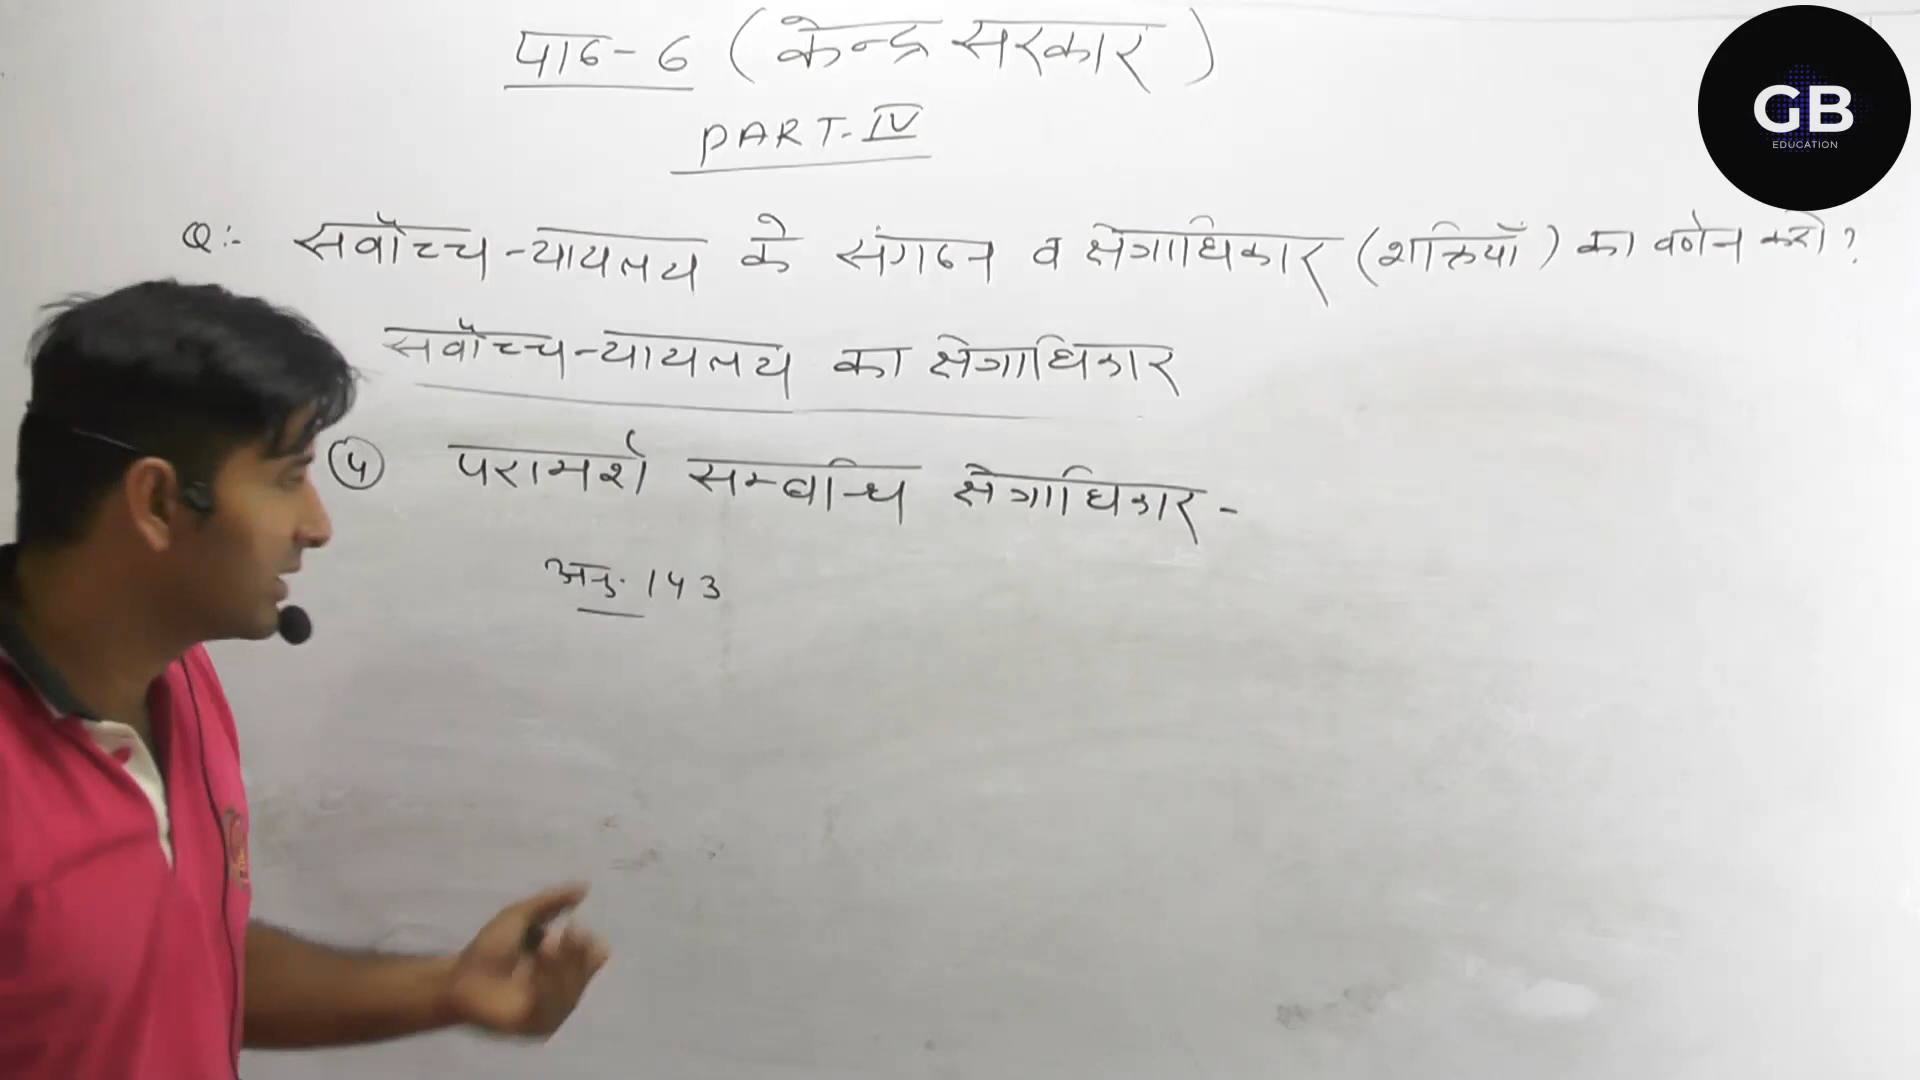 पाठ-6 (केन्द्र सरकार)
PART-IV
Q:- सर्वोच्च न्यायलय के संगठन व क्षेत्राधिकार (शक्तियाँ) का वर्णन करो?
सर्वोच्च न्यायलय का क्षेत्राधिकार
④ परामर्श सम्बन्धि क्षेत्राधिकार-
अनु. 143
GB
EDUCATION